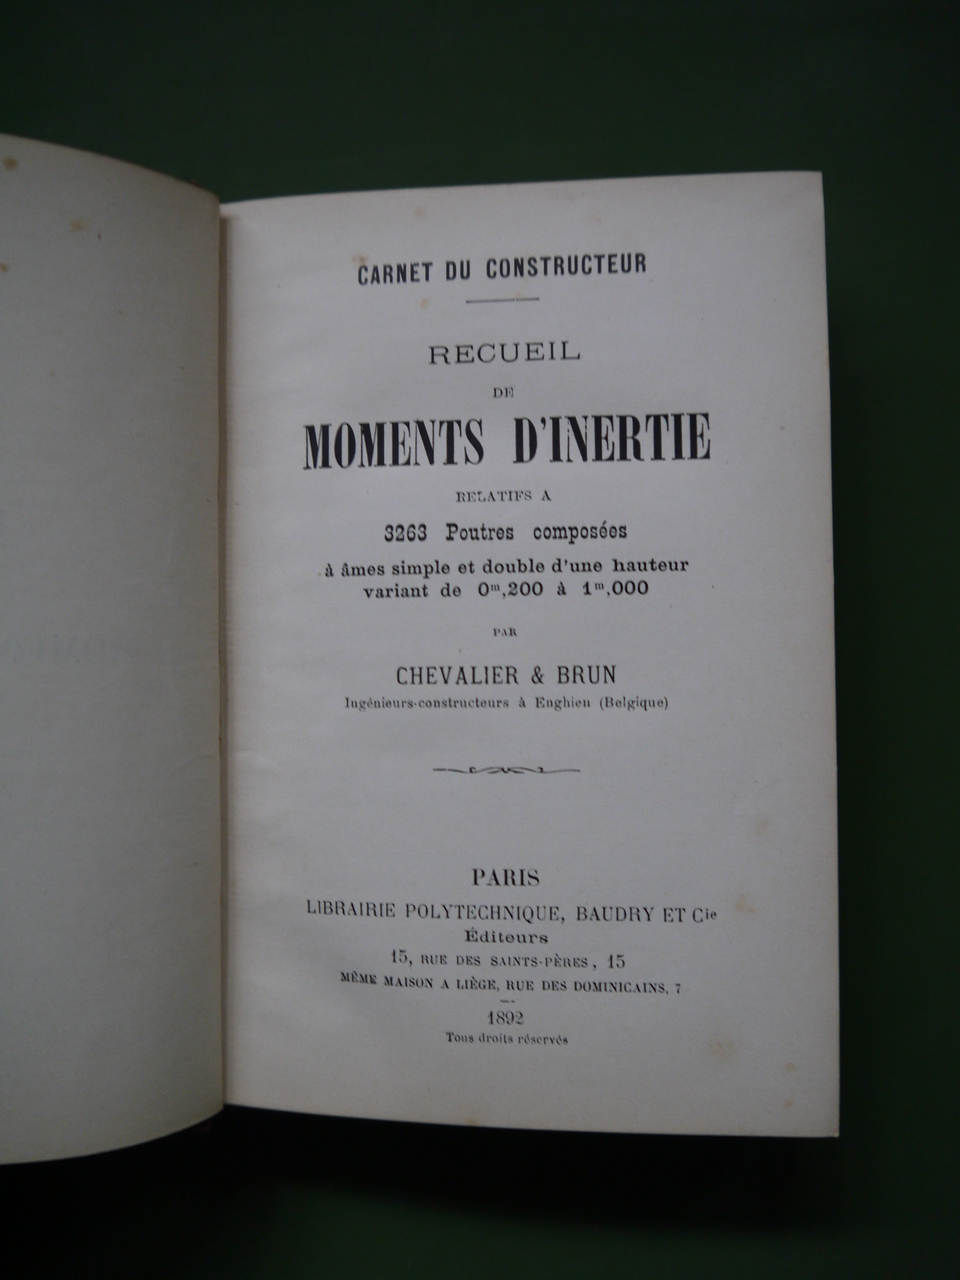 CARNET DU CONSTRUCTEUR
RECUEIL
DE
MOMENTS D'INERTIE
RELATIFS A
3263 Poutres composées
à âmes simple et double d'une hauteur
variant de 0m,200 à 1m,000
PAR
CHEVALIER & BRUN
Ingénieurs-constructeurs à Enghien (Belgique)
PARIS
LIBRAIRIE POLYTECHNIQUE, BAUDRY ET Cie
Éditeurs
15, RUE DES SAINTS-PÈRES, 15
MÊME MAISON A LIÈGE, RUE DES DOMINICAINS, 7
1892
Tous droits réservés